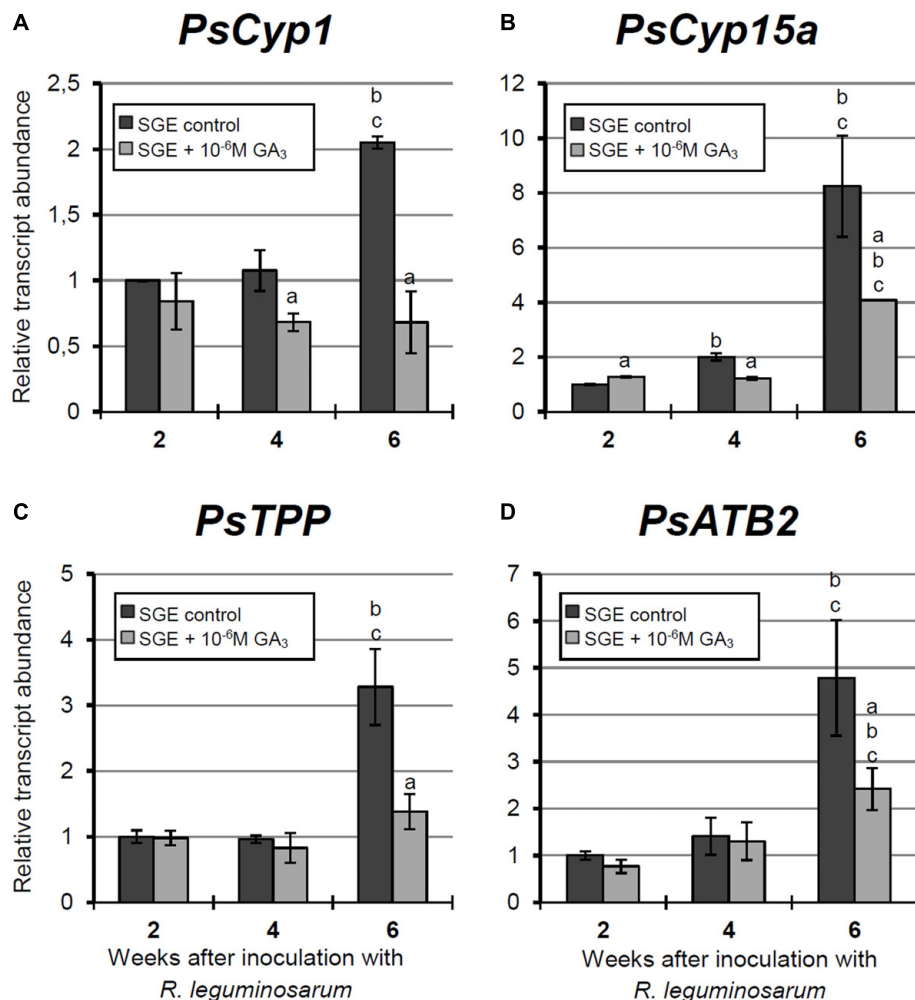 A
PsCyp1
Relative transcript abundance
2,5
2
1,5
1
0,5
0
SGE control
SGE + 10⁻⁶M GA₃
a
b
c
a
2
4
6
B
PsCyp15a
12
10
8
6
4
2
0
SGE control
SGE + 10⁻⁶M GA₃
a
b
a
b
c
a
b
c
2
4
6
C
PsTPP
Relative transcript abundance
5
4
3
2
1
0
SGE control
SGE + 10⁻⁶M GA₃
b
c
a
2
4
6
Weeks after inoculation with
R. leguminosarum
D
PsATB2
7
6
5
4
3
2
1
0
SGE control
SGE + 10⁻⁶M GA₃
b
c
a
b
c
2
4
6
Weeks after inoculation with
R. leguminosarum